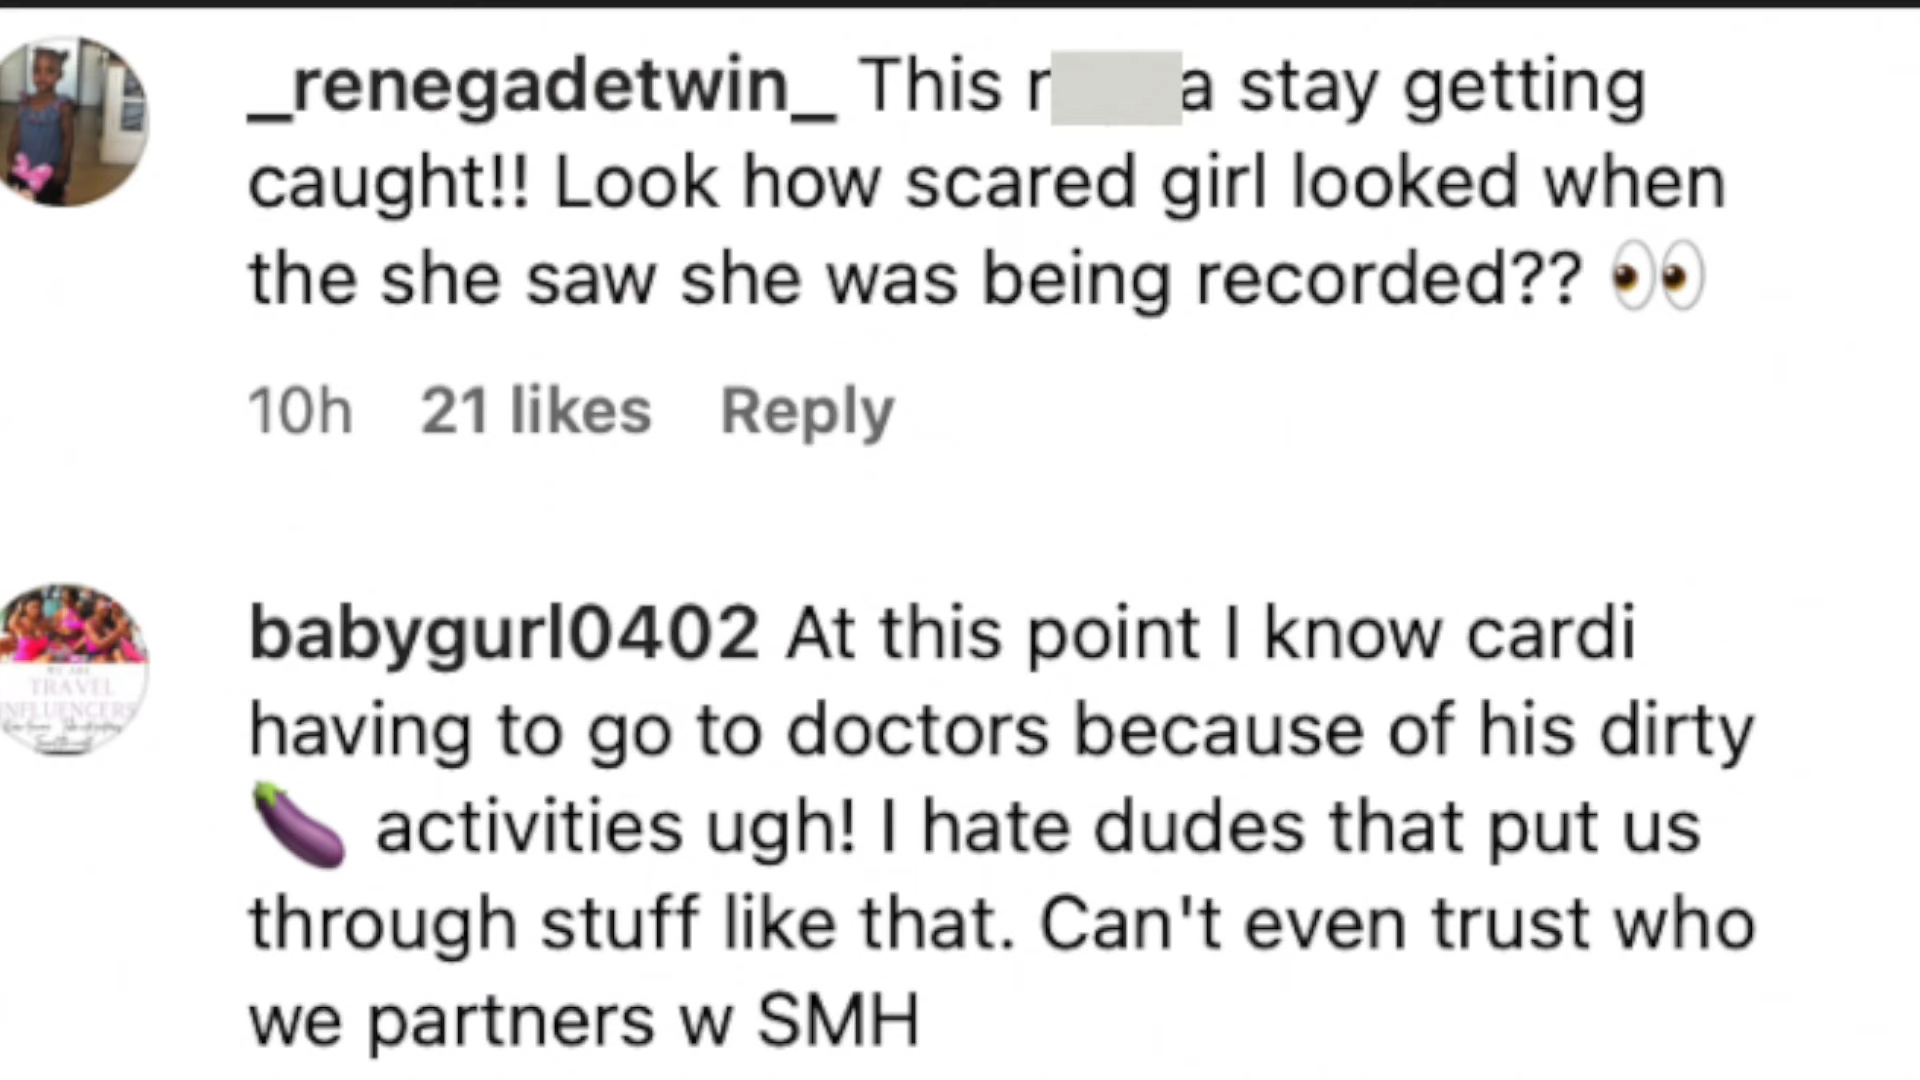 _renegadetwin_ This r a stay getting
caught!! Look how scared girl looked when
the she saw she was being recorded?? 👀
10h 21 likes Reply
babygurl0402 At this point I know cardi
having to go to doctors because of his dirty
🍆 activities ugh! I hate dudes that put us
through stuff like that. Can't even trust who
we partners w SMH
TRAVEL
INFLUENCERS